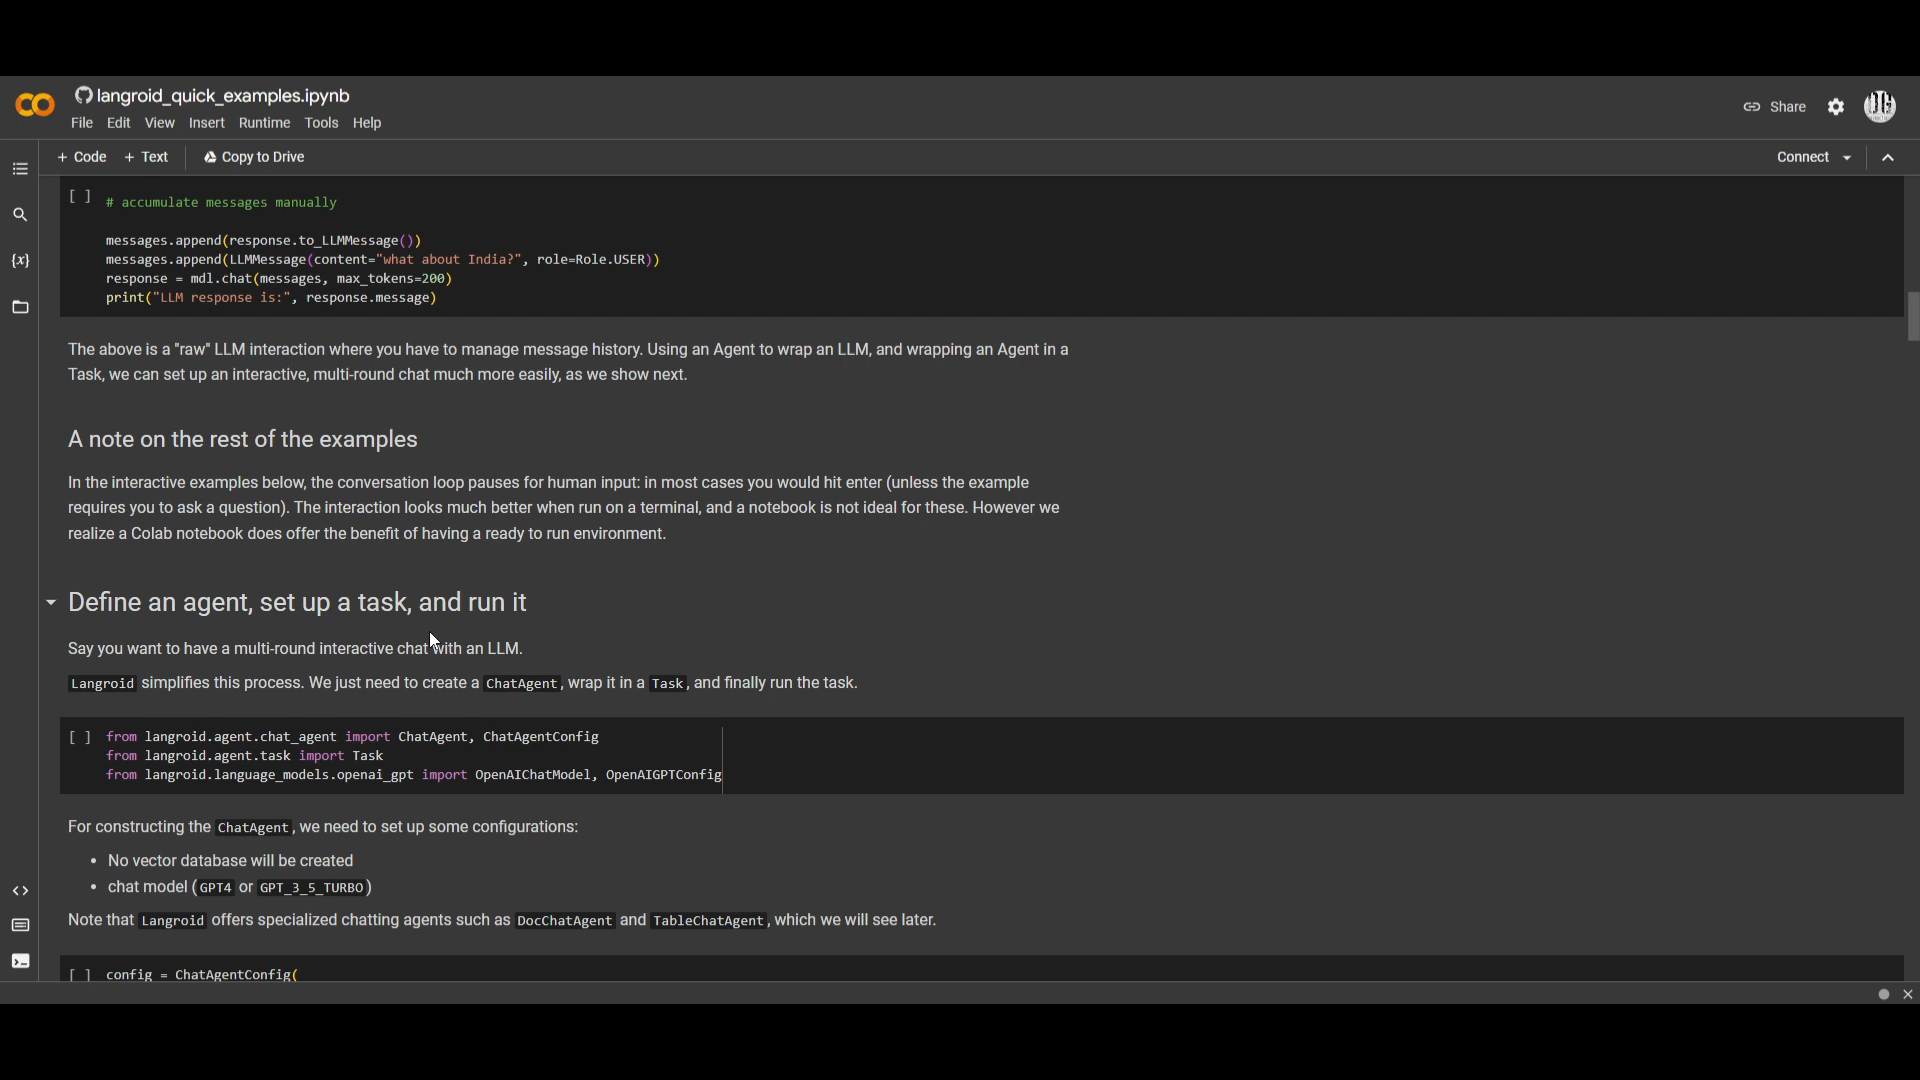 langroid_quick_examples.ipynb
File Edit View Insert Runtime Tools Help
Share
+ Code + Text Copy to Drive
Connect
[ ] # accumulate messages manually
messages.append(response.to_LLMMessage())
messages.append(LLMMessage(content="what about India?", role=Role.USER))
response = mdl.chat(messages, max_tokens=200)
print("LLM response is:", response.message)
The above is a "raw" LLM interaction where you have to manage message history. Using an Agent to wrap an LLM, and wrapping an Agent in a
Task, we can set up an interactive, multi-round chat much more easily, as we show next.
A note on the rest of the examples
In the interactive examples below, the conversation loop pauses for human input: in most cases you would hit enter (unless the example
requires you to ask a question). The interaction looks much better when run on a terminal, and a notebook is not ideal for these. However we
realize a Colab notebook does offer the benefit of having a ready to run environment.
Define an agent, set up a task, and run it
Say you want to have a multi-round interactive chat with an LLM.
Langroid simplifies this process. We just need to create a ChatAgent, wrap it in a Task, and finally run the task.
[ ] from langroid.agent.chat_agent import ChatAgent, ChatAgentConfig
from langroid.agent.task import Task
from langroid.language_models.openai_gpt import OpenAIChatModel, OpenAIGPTConfig
For constructing the ChatAgent, we need to set up some configurations:
• No vector database will be created
• chat model (GPT4 or GPT_3_5_TURBO)
Note that Langroid offers specialized chatting agents such as DocChatAgent and TableChatAgent, which we will see later.
[ ] config = ChatAgentConfig(